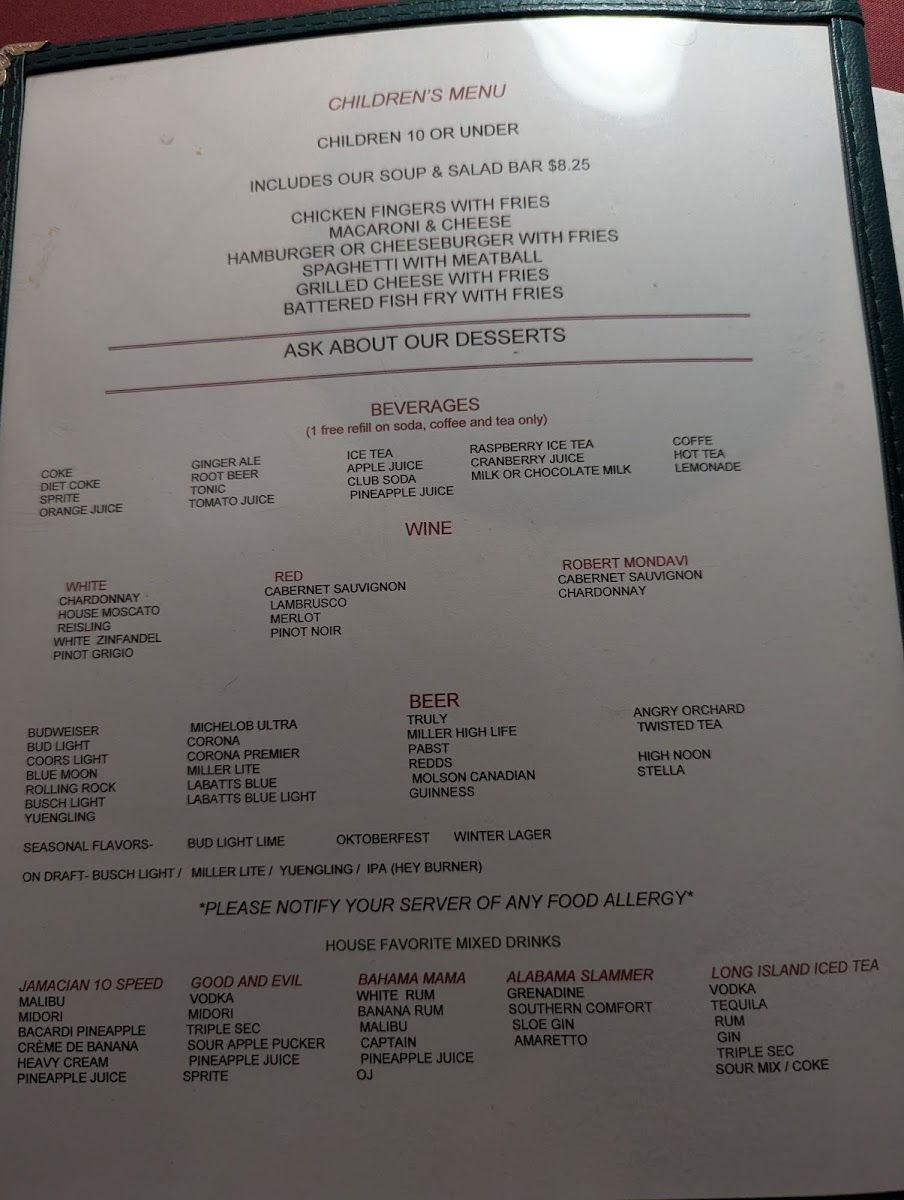 CHILDREN'S MENU
CHILDREN 10 OR UNDER
INCLUDES OUR SOUP & SALAD BAR $8.25
CHICKEN FINGERS WITH FRIES
MACARONI & CHEESE
HAMBURGER OR CHEESEBURGER WITH FRIES
SPAGHETTI WITH MEATBALL
GRILLED CHEESE WITH FRIES
BATTERED FISH FRY WITH FRIES
ASK ABOUT OUR DESSERTS
BEVERAGES
(1 free refill on soda, coffee and tea only)
COKE
DIET COKE
SPRITE
ORANGE JUICE
GINGER ALE
ROOT BEER
TONIC
TOMATO JUICE
ICE TEA
APPLE JUICE
CLUB SODA
PINEAPPLE JUICE
RASPBERRY ICE TEA
CRANBERRY JUICE
MILK OR CHOCOLATE MILK
COFFE
HOT TEA
LEMONADE
WINE
WHITE
CHARDONNAY
HOUSE MOSCATO
REISLING
WHITE ZINFANDEL
PINOT GRIGIO
RED
CABERNET SAUVIGNON
LAMBRUSCO
MERLOT
PINOT NOIR
ROBERT MONDAVI
CABERNET SAUVIGNON
CHARDONNAY
BEER
BUDWEISER
BUD LIGHT
COORS LIGHT
BLUE MOON
ROLLING ROCK
BUSCH LIGHT
YUENGLING
MICHELOB ULTRA
CORONA
CORONA PREMIER
MILLER LITE
LABATTS BLUE
LABATTS BLUE LIGHT
TRULY
MILLER HIGH LIFE
PABST
REDDS
MOLSON CANADIAN
GUINNESS
ANGRY ORCHARD
TWISTED TEA
HIGH NOON
STELLA
SEASONAL FLAVORS- BUD LIGHT LIME OKTOBERFEST WINTER LAGER
ON DRAFT- BUSCH LIGHT / MILLER LITE / YUENGLING / IPA (HEY BURNER)
*PLEASE NOTIFY YOUR SERVER OF ANY FOOD ALLERGY*
HOUSE FAVORITE MIXED DRINKS
JAMACIAN 1O SPEED
MALIBU
MIDORI
BACARDI PINEAPPLE
CRÈME DE BANANA
HEAVY CREAM
PINEAPPLE JUICE
GOOD AND EVIL
VODKA
MIDORI
TRIPLE SEC
SOUR APPLE PUCKER
PINEAPPLE JUICE
SPRITE
BAHAMA MAMA
WHITE RUM
BANANA RUM
MALIBU
CAPTAIN
PINEAPPLE JUICE
OJ
ALABAMA SLAMMER
GRENADINE
SOUTHERN COMFORT
SLOE GIN
AMARETTO
LONG ISLAND ICED TEA
VODKA
TEQUILA
RUM
GIN
TRIPLE SEC
SOUR MIX / COKE